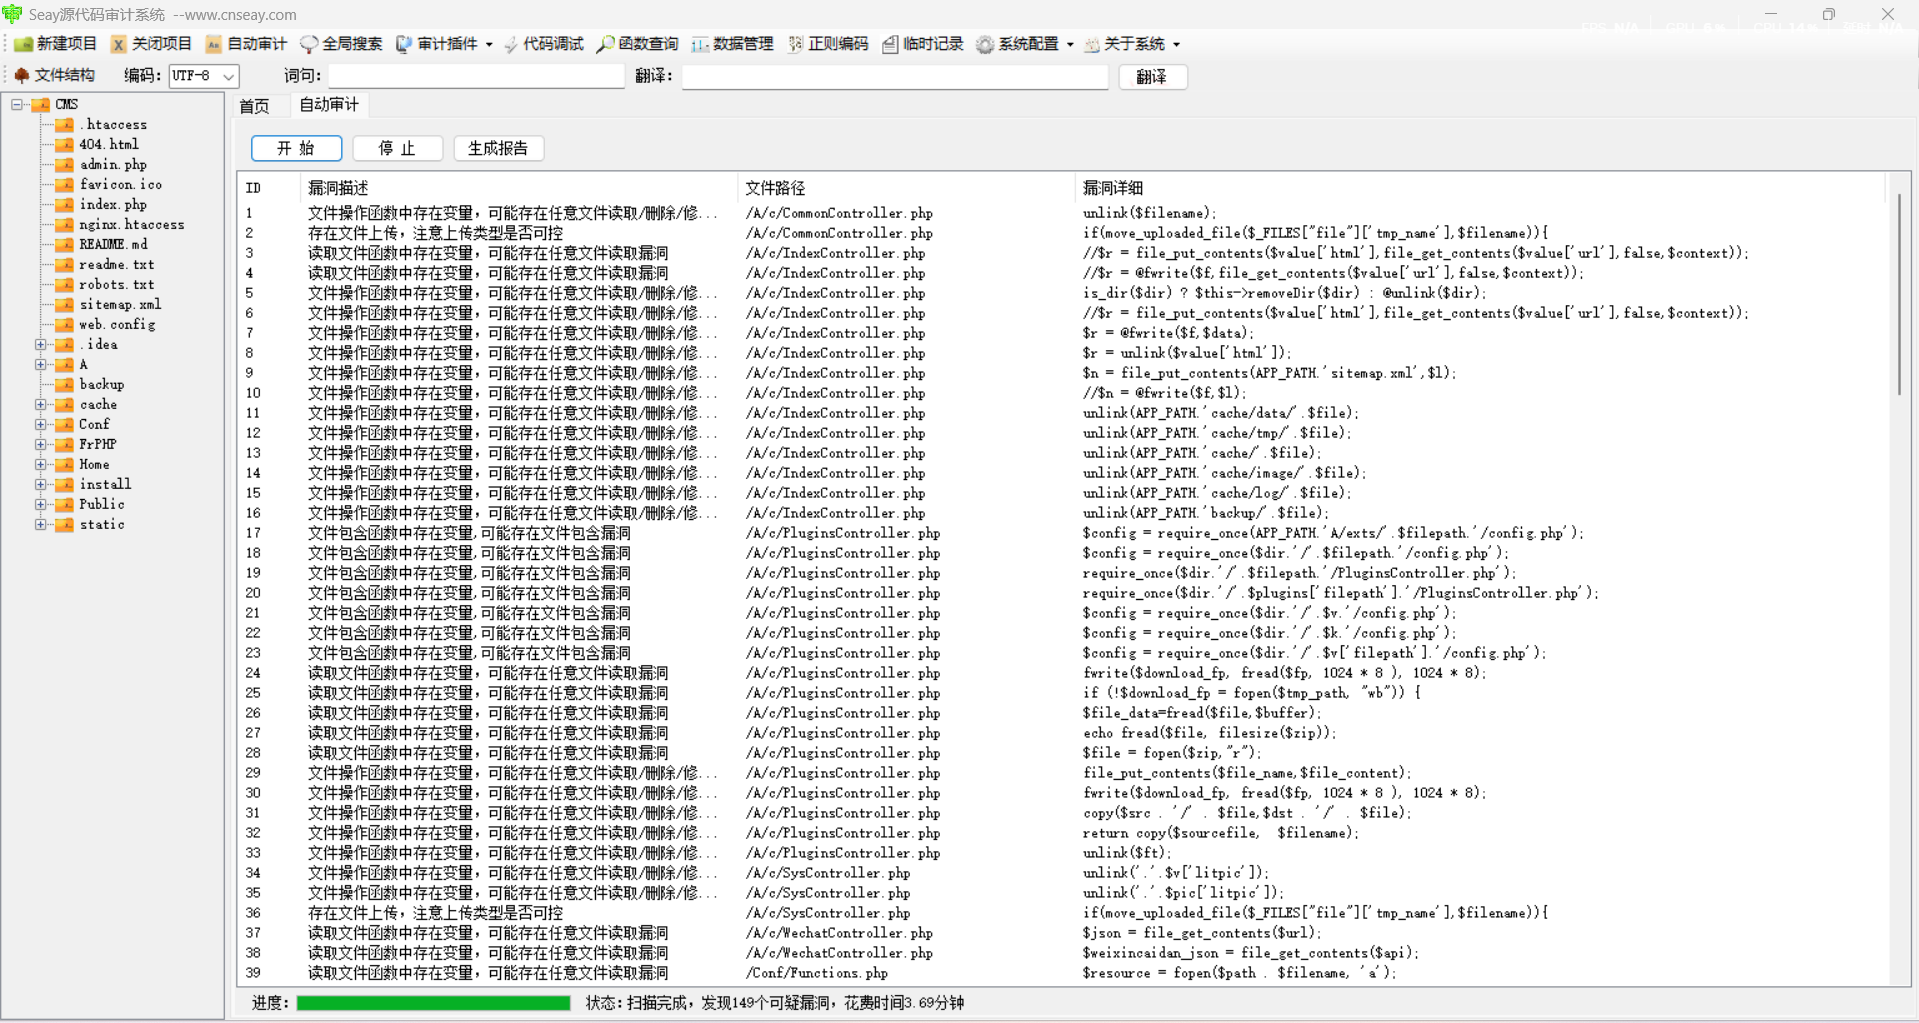 Seay源代码审计系统 --www.cnseay.com
新建项目 关闭项目 自动审计 全局搜索 审计插件 代码调试 函数查询 数据管理 正则编码 临时记录 系统配置 关于系统
文件结构 编码: UTF-8 词句: 翻译: 翻译
CMS
.htaccess
404.html
admin.php
favicon.ico
index.php
nginx.htaccess
README.md
readme.txt
robots.txt
sitemap.xml
web.config
.idea
A
backup
cache
Conf
FrPHP
Home
install
Public
static
首页 自动审计
开 始 停 止 生成报告
ID 漏洞描述 文件路径 漏洞详细
1 文件操作函数中存在变量，可能存在任意文件读取/删除/修... /A/c/CommonController.php unlink($filename);
2 存在文件上传，注意上传类型是否可控 /A/c/CommonController.php if(move_uploaded_file($_FILES["file"]['tmp_name'],$filename)){
3 读取文件函数中存在变量，可能存在任意文件读取漏洞 /A/c/IndexController.php //$r = file_put_contents($value['html'],file_get_contents($value['url'],false,$context));
4 读取文件函数中存在变量，可能存在任意文件读取漏洞 /A/c/IndexController.php //$r = @fwrite($f,file_get_contents($value['url'],false,$context));
5 文件操作函数中存在变量，可能存在任意文件读取/删除/修... /A/c/IndexController.php is_dir($dir) ? $this->removeDir($dir) : @unlink($dir);
6 文件操作函数中存在变量，可能存在任意文件读取/删除/修... /A/c/IndexController.php //$r = file_put_contents($value['html'],file_get_contents($value['url'],false,$context));
7 文件操作函数中存在变量，可能存在任意文件读取/删除/修... /A/c/IndexController.php $r = @fwrite($f,$data);
8 文件操作函数中存在变量，可能存在任意文件读取/删除/修... /A/c/IndexController.php $r = unlink($value['html']);
9 文件操作函数中存在变量，可能存在任意文件读取/删除/修... /A/c/IndexController.php $n = file_put_contents(APP_PATH.'sitemap.xml',$l);
10 文件操作函数中存在变量，可能存在任意文件读取/删除/修... /A/c/IndexController.php //$n = @fwrite($f,$l);
11 文件操作函数中存在变量，可能存在任意文件读取/删除/修... /A/c/IndexController.php unlink(APP_PATH.'cache/data/'.$file);
12 文件操作函数中存在变量，可能存在任意文件读取/删除/修... /A/c/IndexController.php unlink(APP_PATH.'cache/tmp/'.$file);
13 文件操作函数中存在变量，可能存在任意文件读取/删除/修... /A/c/IndexController.php unlink(APP_PATH.'cache/'.$file);
14 文件操作函数中存在变量，可能存在任意文件读取/删除/修... /A/c/IndexController.php unlink(APP_PATH.'cache/image/'.$file);
15 文件操作函数中存在变量，可能存在任意文件读取/删除/修... /A/c/IndexController.php unlink(APP_PATH.'cache/log/'.$file);
16 文件操作函数中存在变量，可能存在任意文件读取/删除/修... /A/c/IndexController.php unlink(APP_PATH.'backup/'.$file);
17 文件包含函数中存在变量,可能存在文件包含漏洞 /A/c/PluginsController.php $config = require_once(APP_PATH.'A/exts/'.$filepath.'/config.php');
18 文件包含函数中存在变量,可能存在文件包含漏洞 /A/c/PluginsController.php $config = require_once($dir.'/'.$filepath.'/config.php');
19 文件包含函数中存在变量,可能存在文件包含漏洞 /A/c/PluginsController.php require_once($dir.'/'.$filepath.'/PluginsController.php');
20 文件包含函数中存在变量,可能存在文件包含漏洞 /A/c/PluginsController.php require_once($dir.'/'.$plugins['filepath'].'/PluginsController.php');
21 文件包含函数中存在变量,可能存在文件包含漏洞 /A/c/PluginsController.php $config = require_once($dir.'/'.$v.'/config.php');
22 文件包含函数中存在变量,可能存在文件包含漏洞 /A/c/PluginsController.php $config = require_once($dir.'/'.$k.'/config.php');
23 文件包含函数中存在变量,可能存在文件包含漏洞 /A/c/PluginsController.php $config = require_once($dir.'/'.$v['filepath'].'/config.php');
24 读取文件函数中存在变量，可能存在任意文件读取漏洞 /A/c/PluginsController.php fwrite($download_fp, fread($fp, 1024 * 8 ), 1024 * 8);
25 读取文件函数中存在变量，可能存在任意文件读取漏洞 /A/c/PluginsController.php if (!$download_fp = fopen($tmp_path, "wb")) {
26 读取文件函数中存在变量，可能存在任意文件读取漏洞 /A/c/PluginsController.php $file_data=fread($file,$buffer);
27 读取文件函数中存在变量，可能存在任意文件读取漏洞 /A/c/PluginsController.php echo fread($file, filesize($zip));
28 读取文件函数中存在变量，可能存在任意文件读取漏洞 /A/c/PluginsController.php $file = fopen($zip,"r");
29 文件操作函数中存在变量，可能存在任意文件读取/删除/修... /A/c/PluginsController.php file_put_contents($file_name,$file_content);
30 文件操作函数中存在变量，可能存在任意文件读取/删除/修... /A/c/PluginsController.php fwrite($download_fp, fread($fp, 1024 * 8 ), 1024 * 8);
31 文件操作函数中存在变量，可能存在任意文件读取/删除/修... /A/c/PluginsController.php copy($src . '/' . $file,$dst . '/' . $file);
32 文件操作函数中存在变量，可能存在任意文件读取/删除/修... /A/c/PluginsController.php return copy($sourcefile, $filename);
33 文件操作函数中存在变量，可能存在任意文件读取/删除/修... /A/c/PluginsController.php unlink($ft);
34 文件操作函数中存在变量，可能存在任意文件读取/删除/修... /A/c/SysController.php unlink('.'.$v['litpic']);
35 文件操作函数中存在变量，可能存在任意文件读取/删除/修... /A/c/SysController.php unlink('.'.$pic['litpic']);
36 存在文件上传，注意上传类型是否可控 /A/c/SysController.php if(move_uploaded_file($_FILES["file"]['tmp_name'],$filename)){
37 读取文件函数中存在变量，可能存在任意文件读取漏洞 /A/c/WechatController.php $json = file_get_contents($url);
38 读取文件函数中存在变量，可能存在任意文件读取漏洞 /A/c/WechatController.php $weixincaidan_json = file_get_contents($api);
39 读取文件函数中存在变量，可能存在任意文件读取漏洞 /Conf/Functions.php $resource = fopen($path . $filename, 'a');
进度: 状态:扫描完成，发现149个可疑漏洞，花费时间3.69分钟